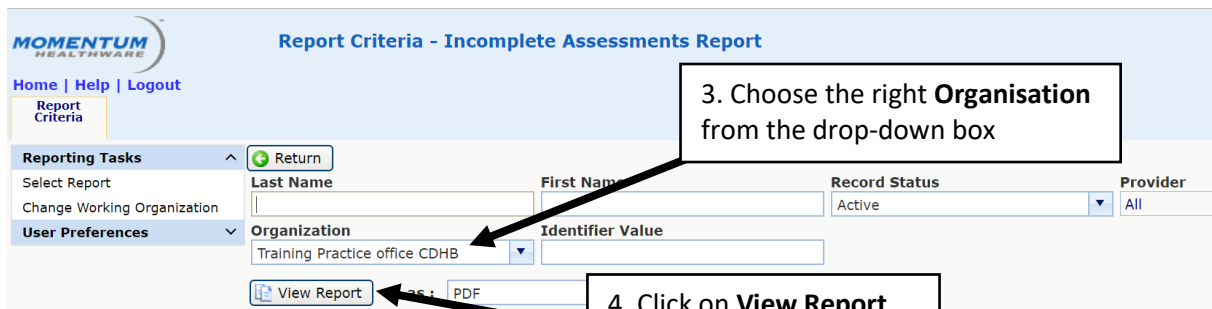 MOMENTUM
HEALTHWARE
Report Criteria - Incomplete Assessments Report
Home | Help | Logout
Report
Criteria
3. Choose the right Organisation
from the drop-down box
Reporting Tasks
Return
Select Report
Change Working Organization
User Preferences
Last Name
First Name
Record Status
Provider
Active
All
Organization
Identifier Value
Training Practice office CDHB
View Report
as :
PDF
4. Click on View Report